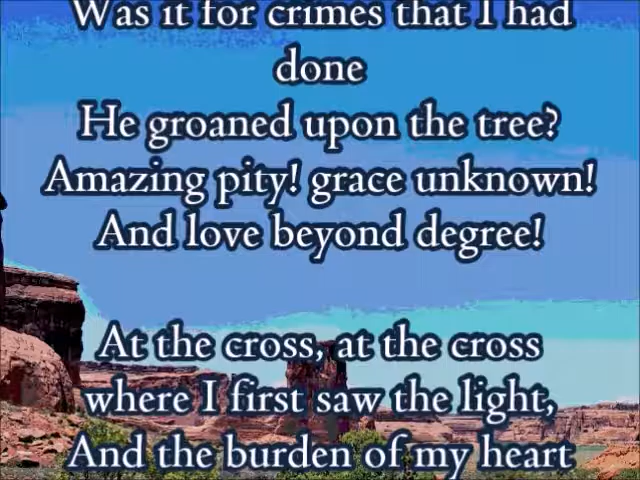 Was it for crimes that I had
done
He groaned upon the tree?
Amazing pity! grace unknown!
And love beyond degree!
At the cross, at the cross
where I first saw the light,
And the burden of my heart